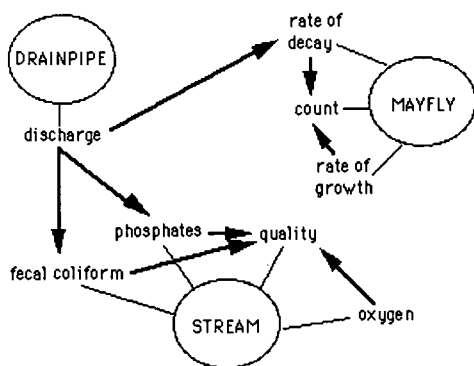 rate of
decay
DRAINPIPE
count
MAYFLY
discharge
rate of
growth
phosphates
quality
fecal coliform
STREAM
oxygen